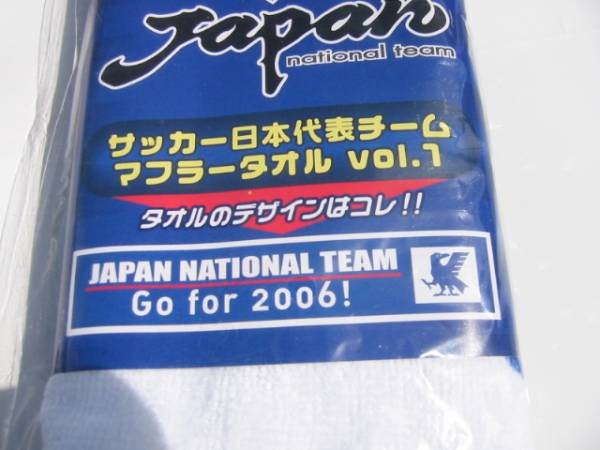 Japan
national team
サッカー日本代表チーム
マフラータオル vol.1
タオルのデザインはコレ!!
JAPAN NATIONAL TEAM
Go for 2006!